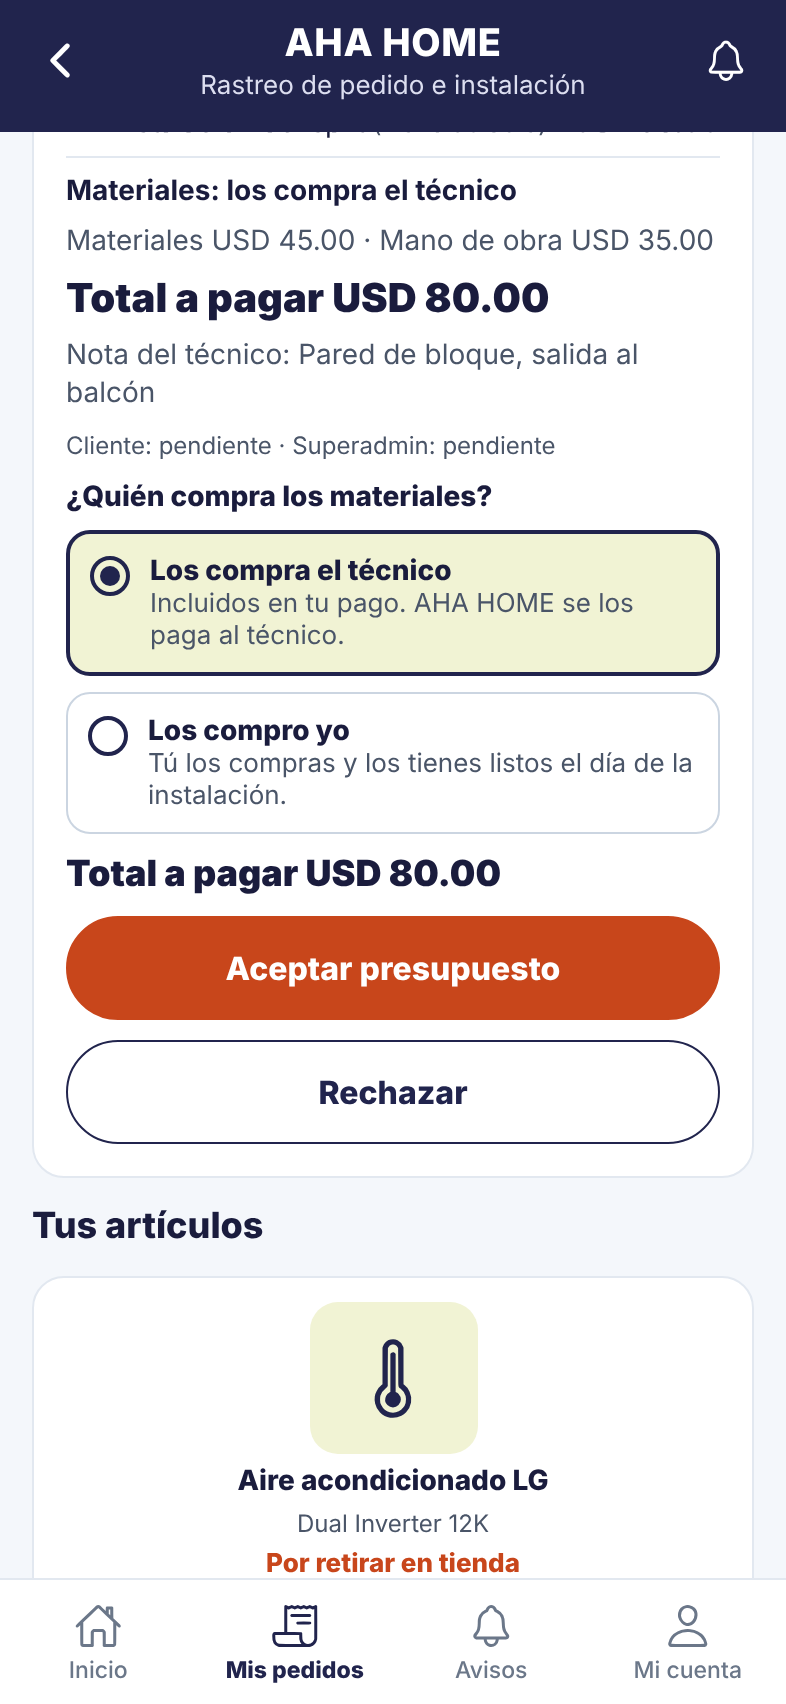 AHA HOME
Rastreo de pedido e instalación
Materiales: los compra el técnico
Materiales USD 45.00 · Mano de obra USD 35.00
Total a pagar USD 80.00
Nota del técnico: Pared de bloque, salida al
balcón
Cliente: pendiente · Superadmin: pendiente
¿Quién compra los materiales?
Los compra el técnico
Incluidos en tu pago. AHA HOME se los
paga al técnico.
Los compro yo
Tú los compras y los tienes listos el día de la
instalación.
Total a pagar USD 80.00
Aceptar presupuesto
Rechazar
Tus artículos
Aire acondicionado LG
Dual Inverter 12K
Por retirar en tienda
Inicio
Mis pedidos
Avisos
Mi cuenta